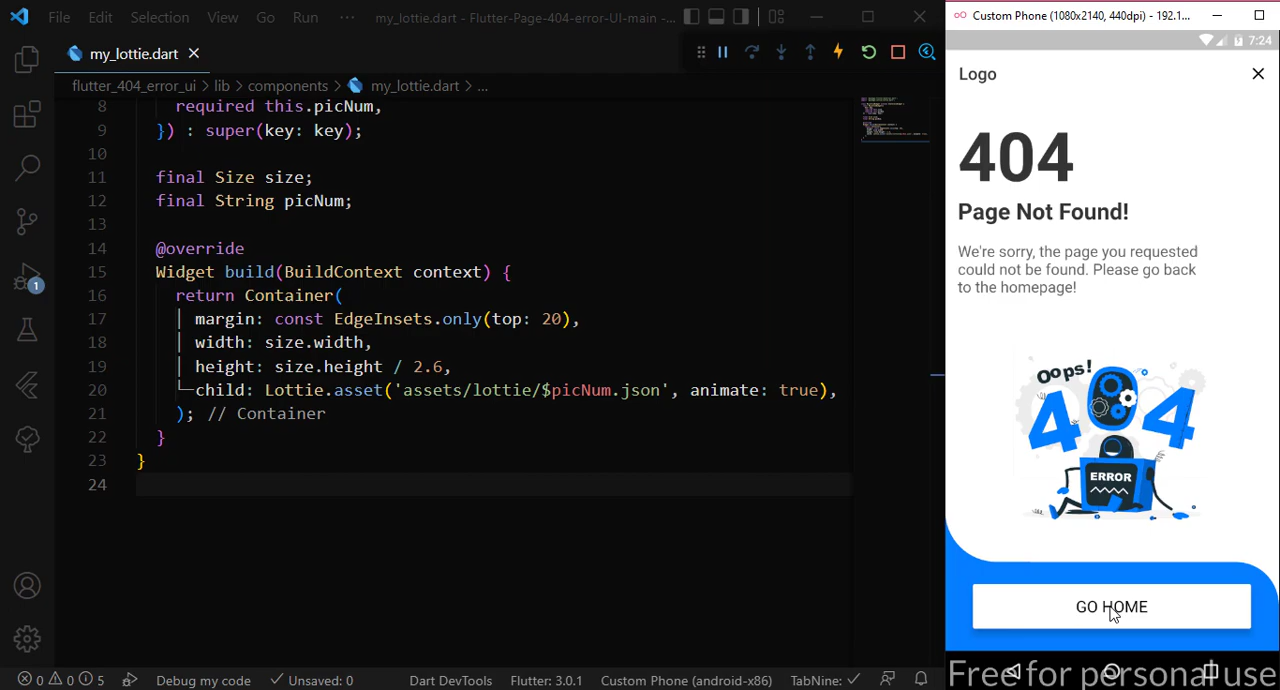 File Edit Selection View Go Run ··· my_lottie.dart - Flutter-Page-404-error-UI-main - ...
my_lottie.dart
flutter_404_error_ui > lib > components > my_lottie.dart > ...
8 required this.picNum,
9 }) : super(key: key);
10
11 final Size size;
12 final String picNum;
13
14 @override
15 Widget build(BuildContext context) {
16 return Container(
17 margin: const EdgeInsets.only(top: 20),
18 width: size.width,
19 height: size.height / 2.6,
20 child: Lottie.asset('assets/lottie/$picNum.json', animate: true),
21 ); // Container
22 }
23 }
24
1
0 0 5 Debug my code Unsaved: 0 Dart DevTools Flutter: 3.0.1 Custom Phone (android-x86) TabNine:
Custom Phone (1080x2140, 440dpi) - 192.1...
7:24
Logo
404
Page Not Found!
We're sorry, the page you requested
could not be found. Please go back
to the homepage!
Oops!
404
ERROR
GO HOME
Free for personal use